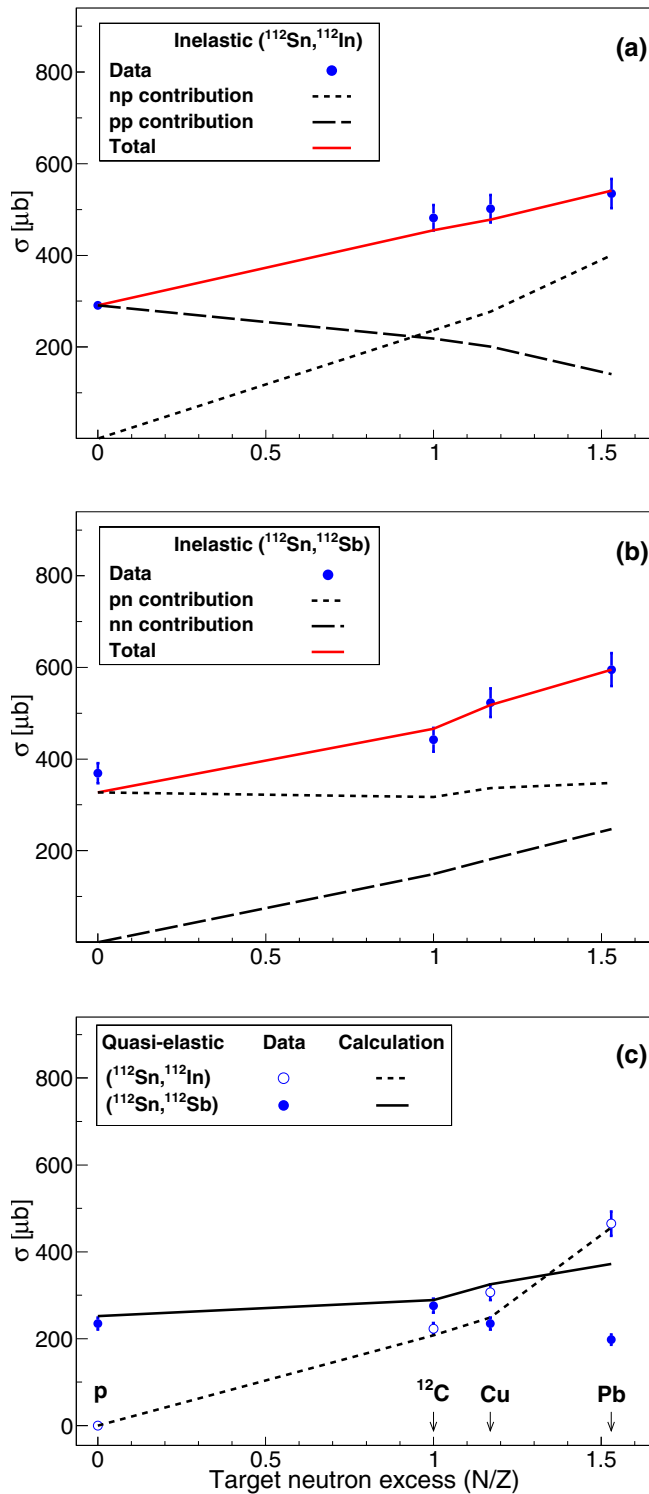 Inelastic (¹¹²Sn,¹¹²In)
(a)
Data
np contribution
pp contribution
Total
σ [μb]
800
600
400
200
0 0.5 1 1.5
Inelastic (¹¹²Sn,¹¹²Sb)
(b)
Data
pn contribution
nn contribution
Total
σ [μb]
800
600
400
200
0 0.5 1 1.5
Quasi-elastic Data Calculation
(c)
(¹¹²Sn,¹¹²In)
(¹¹²Sn,¹¹²Sb)
σ [μb]
800
600
400
200
0
p ¹²C Cu Pb
0 0.5 1 1.5
Target neutron excess (N/Z)